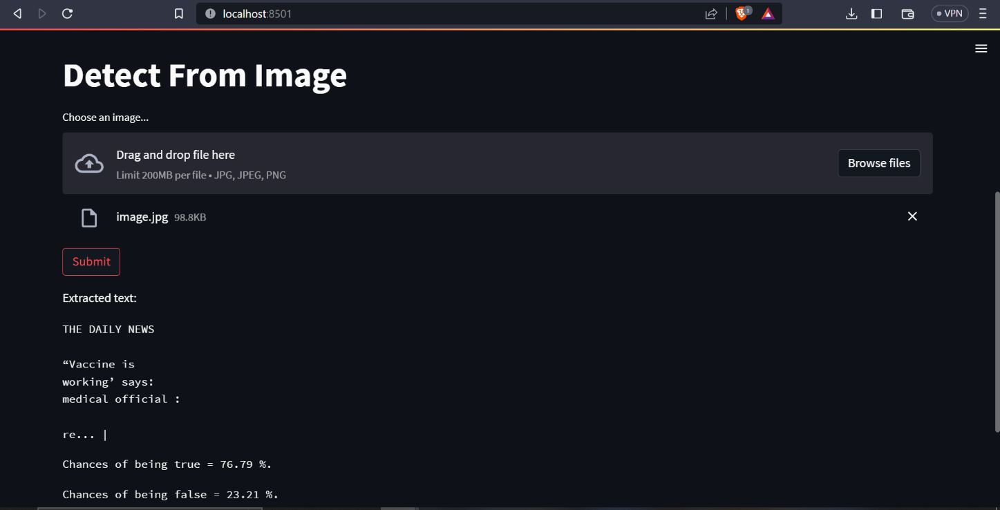 localhost:8501
1
VPN
Detect From Image
Choose an image...
Drag and drop file here
Limit 200MB per file • JPG, JPEG, PNG
Browse files
image.jpg 98.8KB
Submit
Extracted text:
THE DAILY NEWS
“Vaccine is
working’ says:
medical official :
re... |
Chances of being true = 76.79 %.
Chances of being false = 23.21 %.